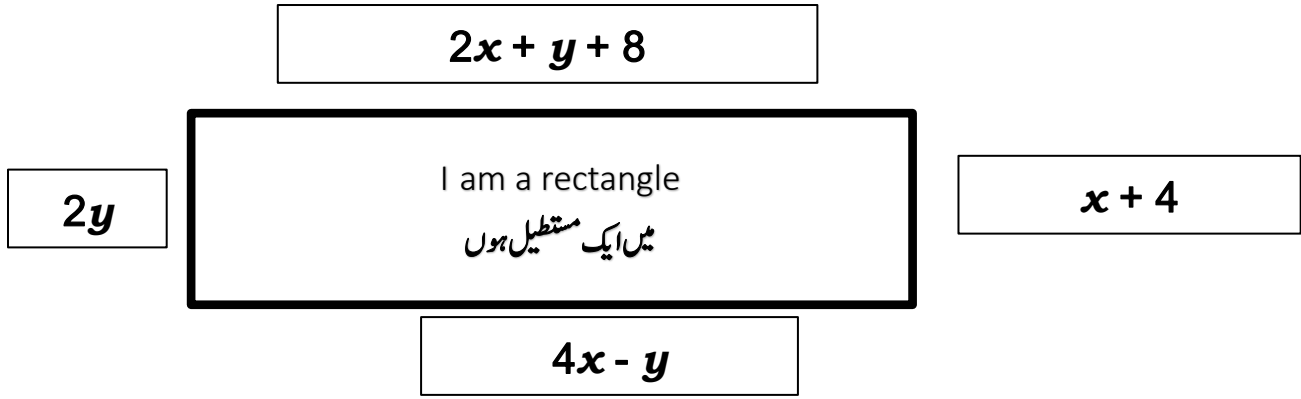 2x + y + 8
I am a rectangle
میں ایک مستطیل ہوں
2y
x + 4
4x - y